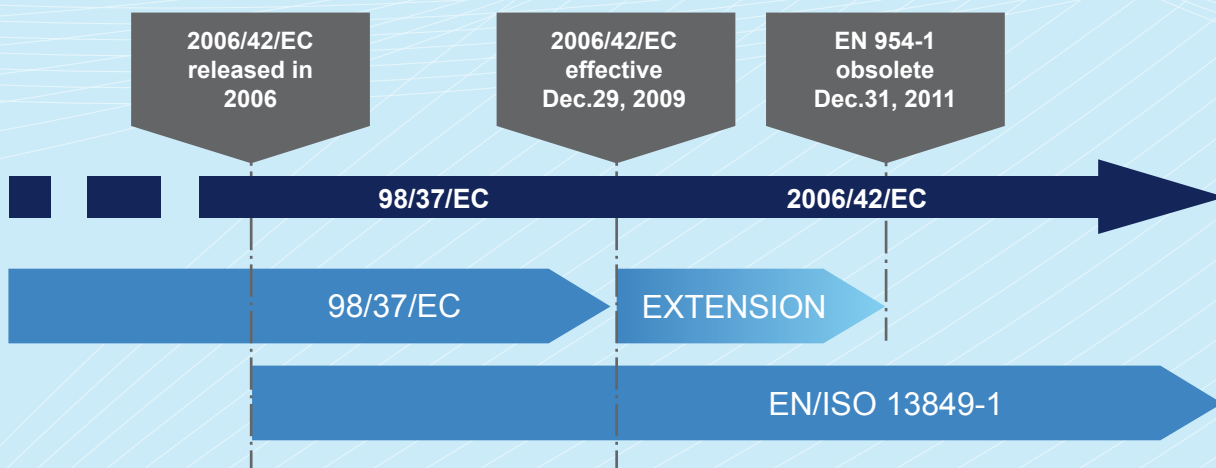 2006/42/EC
released in
2006
2006/42/EC
effective
Dec.29, 2009
EN 954-1
obsolete
Dec.31, 2011
98/37/EC
2006/42/EC
98/37/EC
EXTENSION
EN/ISO 13849-1